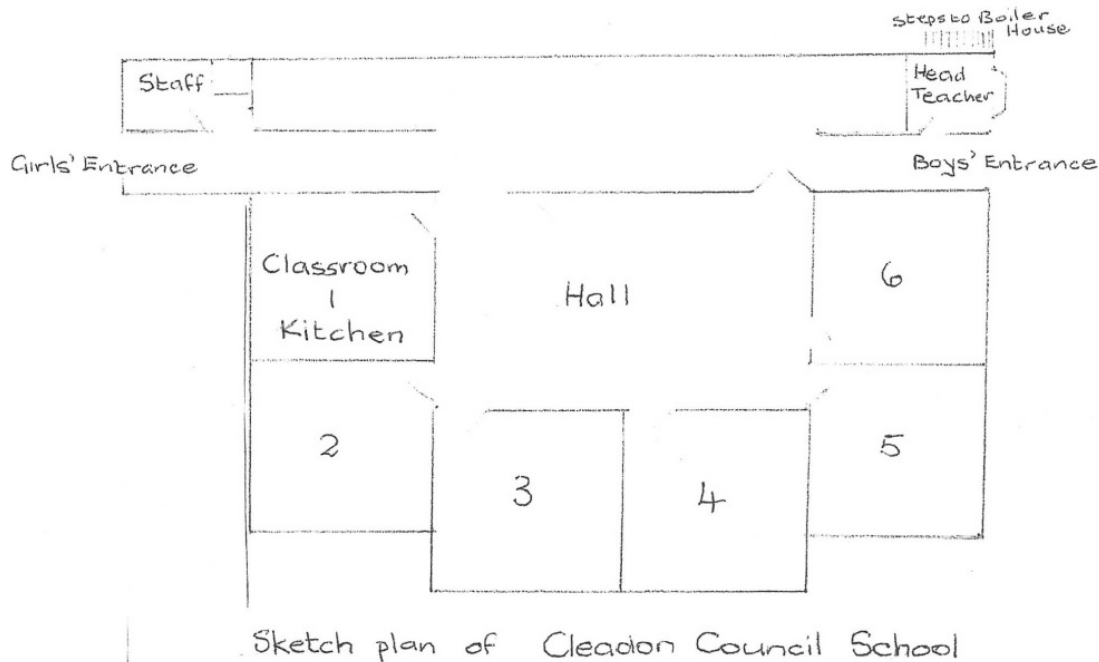 Steps to Boiler
House
Staff
Head
Teacher
Girls' Entrance
Boys' Entrance
Classroom
1
Kitchen
Hall
6
2
3
4
5
Sketch plan of Cleadon Council School